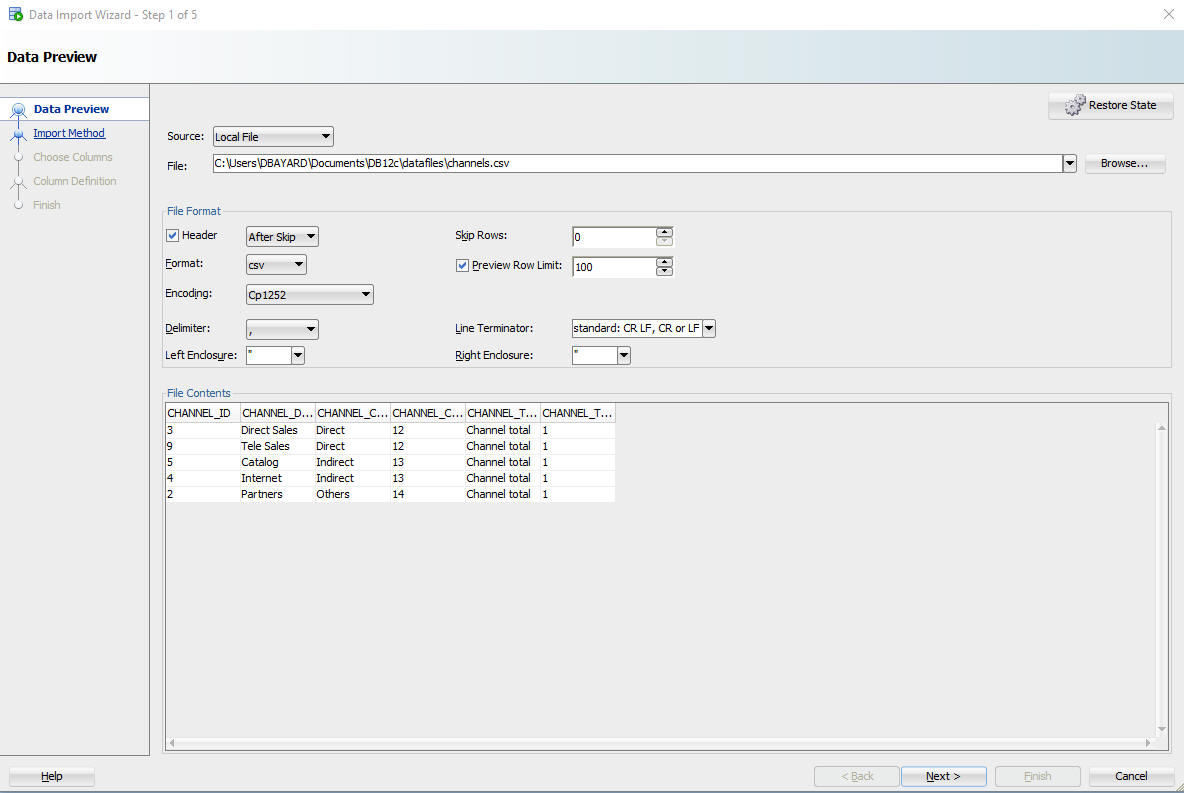 Data Import Wizard - Step 1 of 5
Data Preview
Data Preview
Import Method
Choose Columns
Column Definition
Finish
Restore State
Source: Local File
File: C:\Users\DBAYARD\Documents\DB12c\datafiles\channels.csv Browse...
File Format
Header After Skip Skip Rows: 0
Format: csv Preview Row Limit: 100
Encoding: Cp1252
Delimiter: , Line Terminator: standard: CR LF, CR or LF
Left Enclosure: " Right Enclosure: "
File Contents
CHANNEL_ID CHANNEL_D... CHANNEL_C... CHANNEL_C... CHANNEL_T... CHANNEL_T...
3 Direct Sales Direct 12 Channel total 1
9 Tele Sales Direct 12 Channel total 1
5 Catalog Indirect 13 Channel total 1
4 Internet Indirect 13 Channel total 1
2 Partners Others 14 Channel total 1
Help < Back Next > Finish Cancel